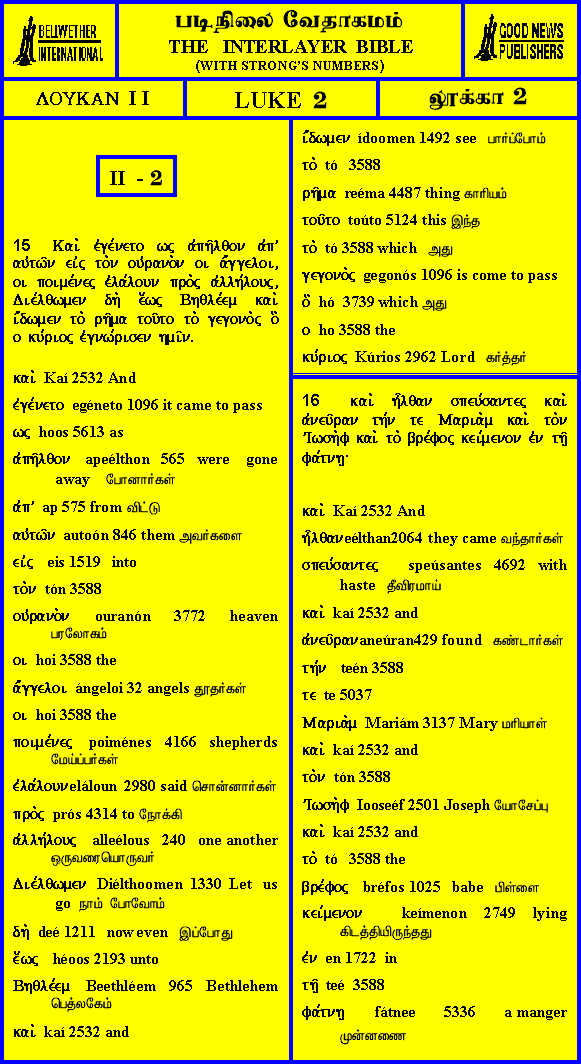 BELLWETHER
INTERNATIONAL
படிநிலை வேதாகமம்
THE INTERLAYER BIBLE
(WITH STRONG'S NUMBERS)
GOOD NEWS
PUBLISHERS
ΛΟΥΚΑΝ II
LUKE 2
லூக்கா 2
II - 2
15 Καὶ ἐγένετο ως ἀπῆλθον ἀπ'
αὐτῶν εἰς τὸν οὐρανὸν οι ἄγγελοι,
οι ποιμένες ἐλάλουν πρὸς ἀλλήλους,
Διέλθωμεν δὴ ἕως Βηθλέεμ καὶ
ἴδωμεν τὸ ρῆμα τοῦτο τὸ γεγονὸς ὃ
ο κύριος ἐγνώρισεν ημῖν.
καὶ Kaí 2532 And
ἐγένετο egéneto 1096 it came to pass
ως hoos 5613 as
ἀπῆλθον apeélthon 565 were gone
away போனார்கள்
ἀπ' ap 575 from விட்டு
αὐτῶν autoón 846 them அவர்களை
εἰς eis 1519 into
τὸν tón 3588
οὐρανὸν ouranón 3772 heaven
பரலோகம்
οι hoi 3588 the
ἄγγελοι ángeloi 32 angels தூதர்கள்
οι hoi 3588 the
ποιμένες poiménes 4166 shepherds
மேய்ப்பர்கள்
ἐλάλουν eláloun 2980 said சொன்னார்கள்
πρὸς prós 4314 to நோக்கி
ἀλλήλους alleélous 240 one another
ஒருவரையொருவர்
Διέλθωμεν Diélthoomen 1330 Let us
go நாம் போவோம்
δὴ deé 1211 now even இப்போது
ἕως héoos 2193 unto
Βηθλέεμ Beethléem 965 Bethlehem
பெத்லகேம்
καὶ kaí 2532 and
ἴδωμεν ídoomen 1492 see பார்ப்போம்
τὸ tó 3588
ρῆμα reéma 4487 thing காரியம்
τοῦτο toúto 5124 this இந்த
τὸ tó 3588 which அது
γεγονὸς gegonós 1096 is come to pass
ὃ hó 3739 which அது
ο ho 3588 the
κύριος Kúrios 2962 Lord கர்த்தர்
16 καὶ ἦλθαν σπεύσαντες καὶ
ἀνεῦραν τήν τε Μαριὰμ καὶ τὸν
Ἰωσὴφ καὶ τὸ βρέφος κείμενον ἐν τῇ
φάτνῃ·
καὶ Kaí 2532 And
ἦλθαν eélthan2064 they came வந்தார்கள்
σπεύσαντες speúsantes 4692 with
haste தீவிரமாய்
καὶ kaí 2532 and
ἀνεῦραν aneúran429 found கண்டார்கள்
τήν teén 3588
τε te 5037
Μαριὰμ Mariám 3137 Mary மரியாள்
καὶ kaí 2532 and
τὸν tón 3588
Ἰωσὴφ Iooseéf 2501 Joseph யோசேப்பு
καὶ kaí 2532 and
τὸ tó 3588 the
βρέφος bréfos 1025 babe பிள்ளை
κείμενον keímenon 2749 lying
கிடத்தியிருந்தது
ἐν en 1722 in
τῇ teé 3588
φάτνῃ fátnee 5336 a manger
முன்னணை